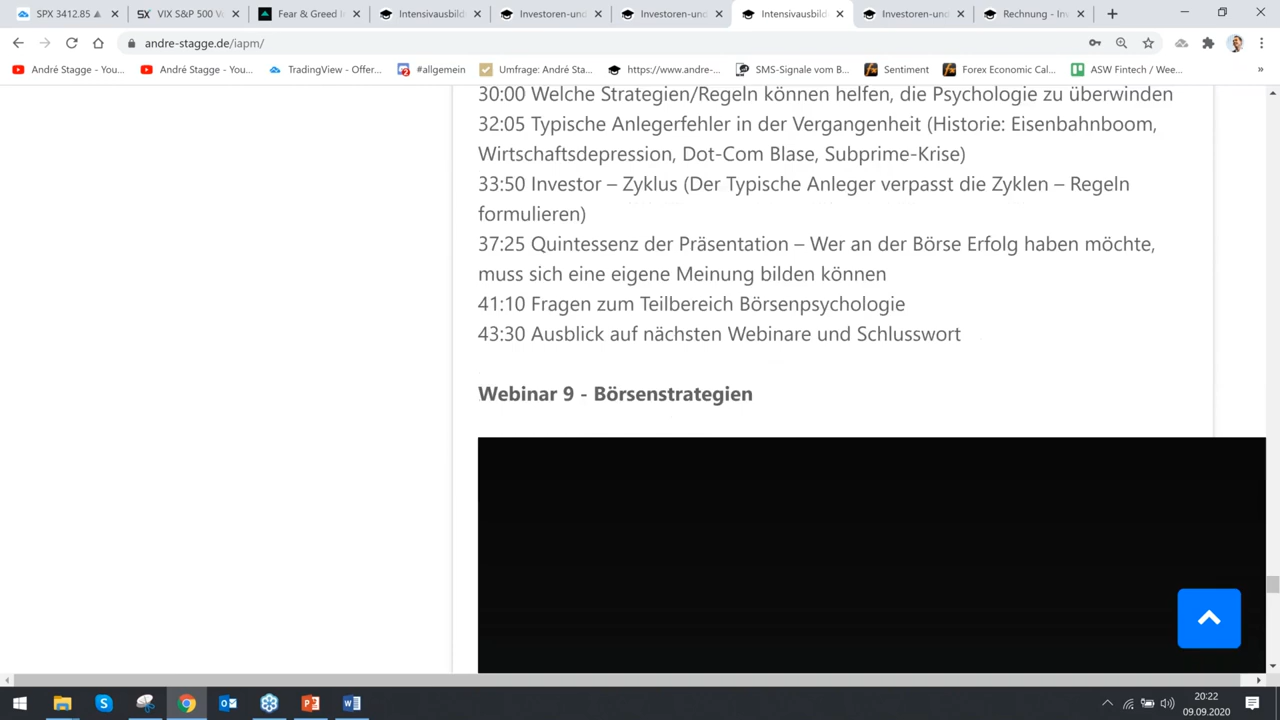 SPX 3412.85 ▲
VIX S&P 500 V
Fear & Greed I
Intensivausbild
Investoren-und
Investoren-und
Intensivausbild
Investoren-und
Rechnung - Inv
andre-stagge.de/iapm/
André Stagge - You...
André Stagge - You...
TradingView - Offer...
#allgemein
Umfrage: André Sta...
https://www.andre-...
SMS-Signale vom B...
Sentiment
Forex Economic Cal...
ASW Fintech / Wee...
»
30:00 Welche Strategien/Regeln können helfen, die Psychologie zu überwinden
32:05 Typische Anlegerfehler in der Vergangenheit (Historie: Eisenbahnboom,
Wirtschaftsdepression, Dot-Com Blase, Subprime-Krise)
33:50 Investor – Zyklus (Der Typische Anleger verpasst die Zyklen – Regeln
formulieren)
37:25 Quintessenz der Präsentation – Wer an der Börse Erfolg haben möchte,
muss sich eine eigene Meinung bilden können
41:10 Fragen zum Teilbereich Börsenpsychologie
43:30 Ausblick auf nächsten Webinare und Schlusswort
Webinar 9 - Börsenstrategien
20:22
09.09.2020